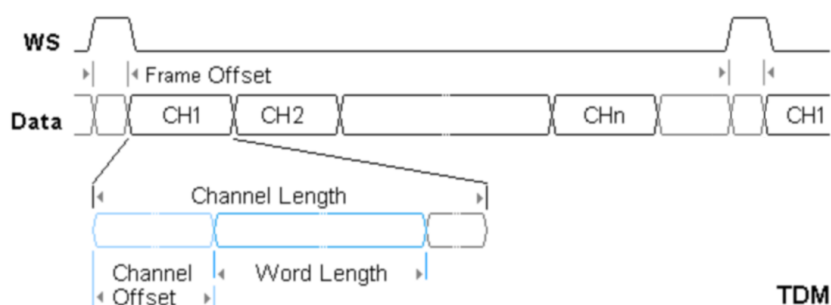 WS
Frame Offset
Data CH1 CH2 CHn CH1
Channel Length
Channel Offset
Word Length
TDM